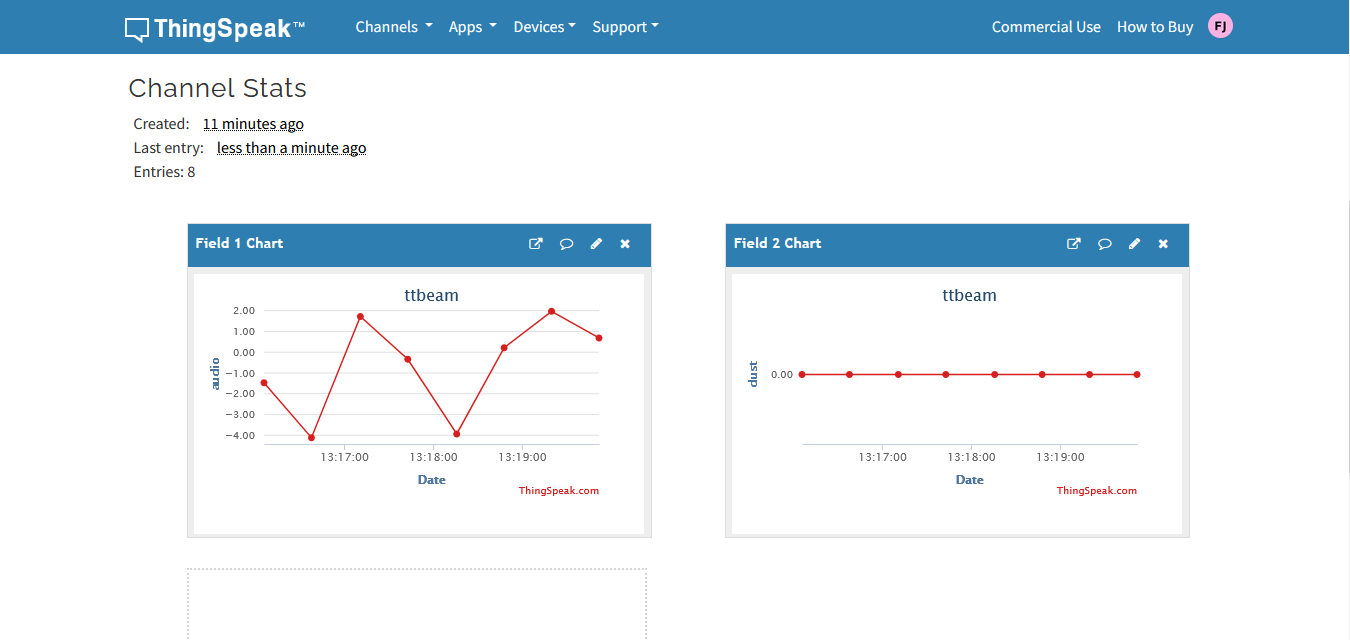 ThingSpeak™ Channels Apps Devices Support Commercial Use How to Buy FJ
Channel Stats
Created: 11 minutes ago
Last entry: less than a minute ago
Entries: 8
Field 1 Chart
ttbeam
audio
2.00
1.00
0.00
−1.00
−2.00
−3.00
−4.00
13:17:00 13:18:00 13:19:00
Date
ThingSpeak.com
Field 2 Chart
ttbeam
dust
0.00
13:17:00 13:18:00 13:19:00
Date
ThingSpeak.com